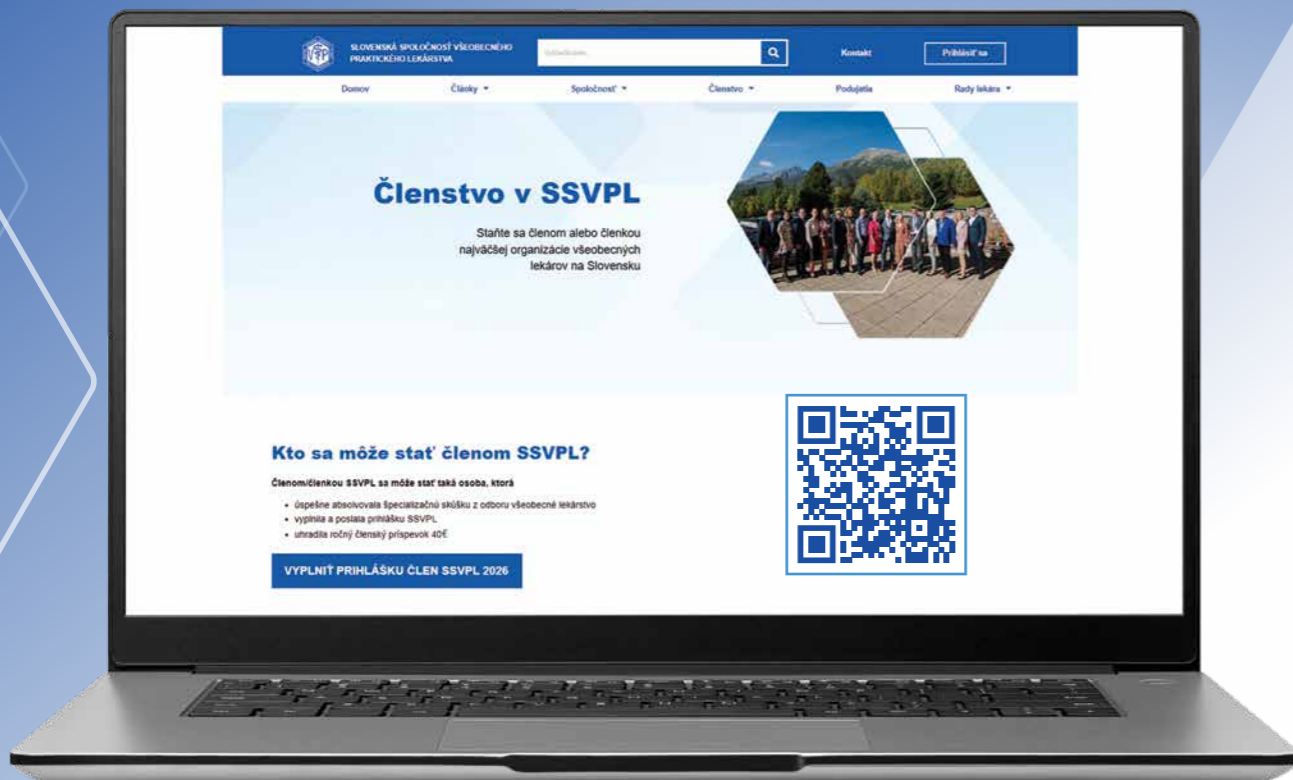 SLOVENSKÁ SPOLOČNOSŤ VŠEOBECNÉHO
PRAKTICKÉHO LEKÁRSTVA
Kontakt
Prihlásiť sa
Domov
Články
Spoločnosť
Členstvo
Podujatia
Rady lekára
Členstvo v SSVPL
Staňte sa členom alebo členkou
najväčšej organizácie všeobecných
lekárov na Slovensku
Kto sa môže stať členom SSVPL?
Členom/členkou SSVPL sa môže stať taká osoba, ktorá
• úspešne absolvovala špecializačnú skúšku z odboru všeobecné lekárstvo
• vyplnila a poslala prihlášku SSVPL
• uhradila ročný členský príspevok 40€
VYPLNIŤ PRIHLÁŠKU ČLEN SSVPL 2026